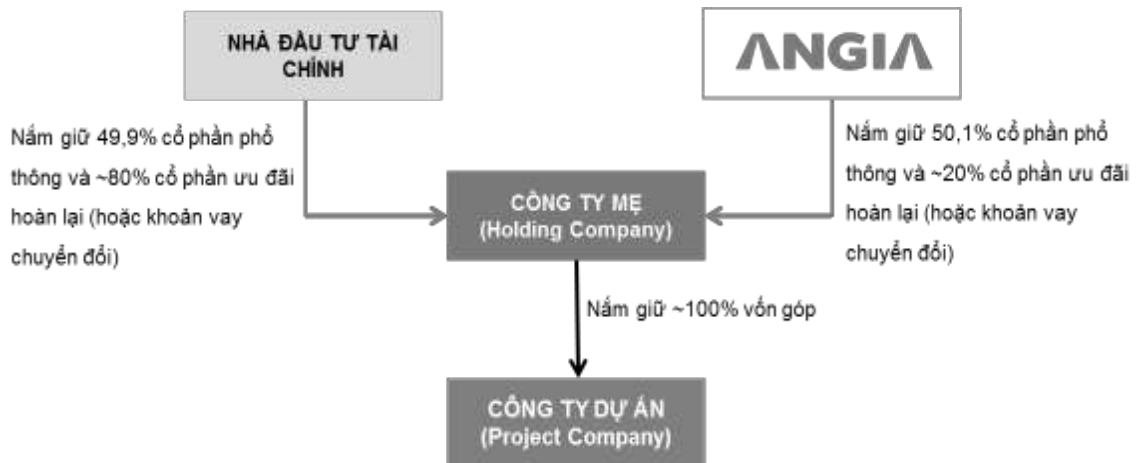 NHÀ ĐẦU TƯ TÀI
CHÍNH
ANGIA
Nắm giữ 49,9% cổ phần phổ
thông và ~80% cổ phần ưu đãi
hoàn lại (hoặc khoản vay
chuyển đổi)
Nắm giữ 50,1% cổ phần phổ
thông và ~20% cổ phần ưu đãi
hoàn lại (hoặc khoản vay
chuyển đổi)
CÔNG TY MẸ
(Holding Company)
Nắm giữ ~100% vốn góp
CÔNG TY DỰ ÁN
(Project Company)